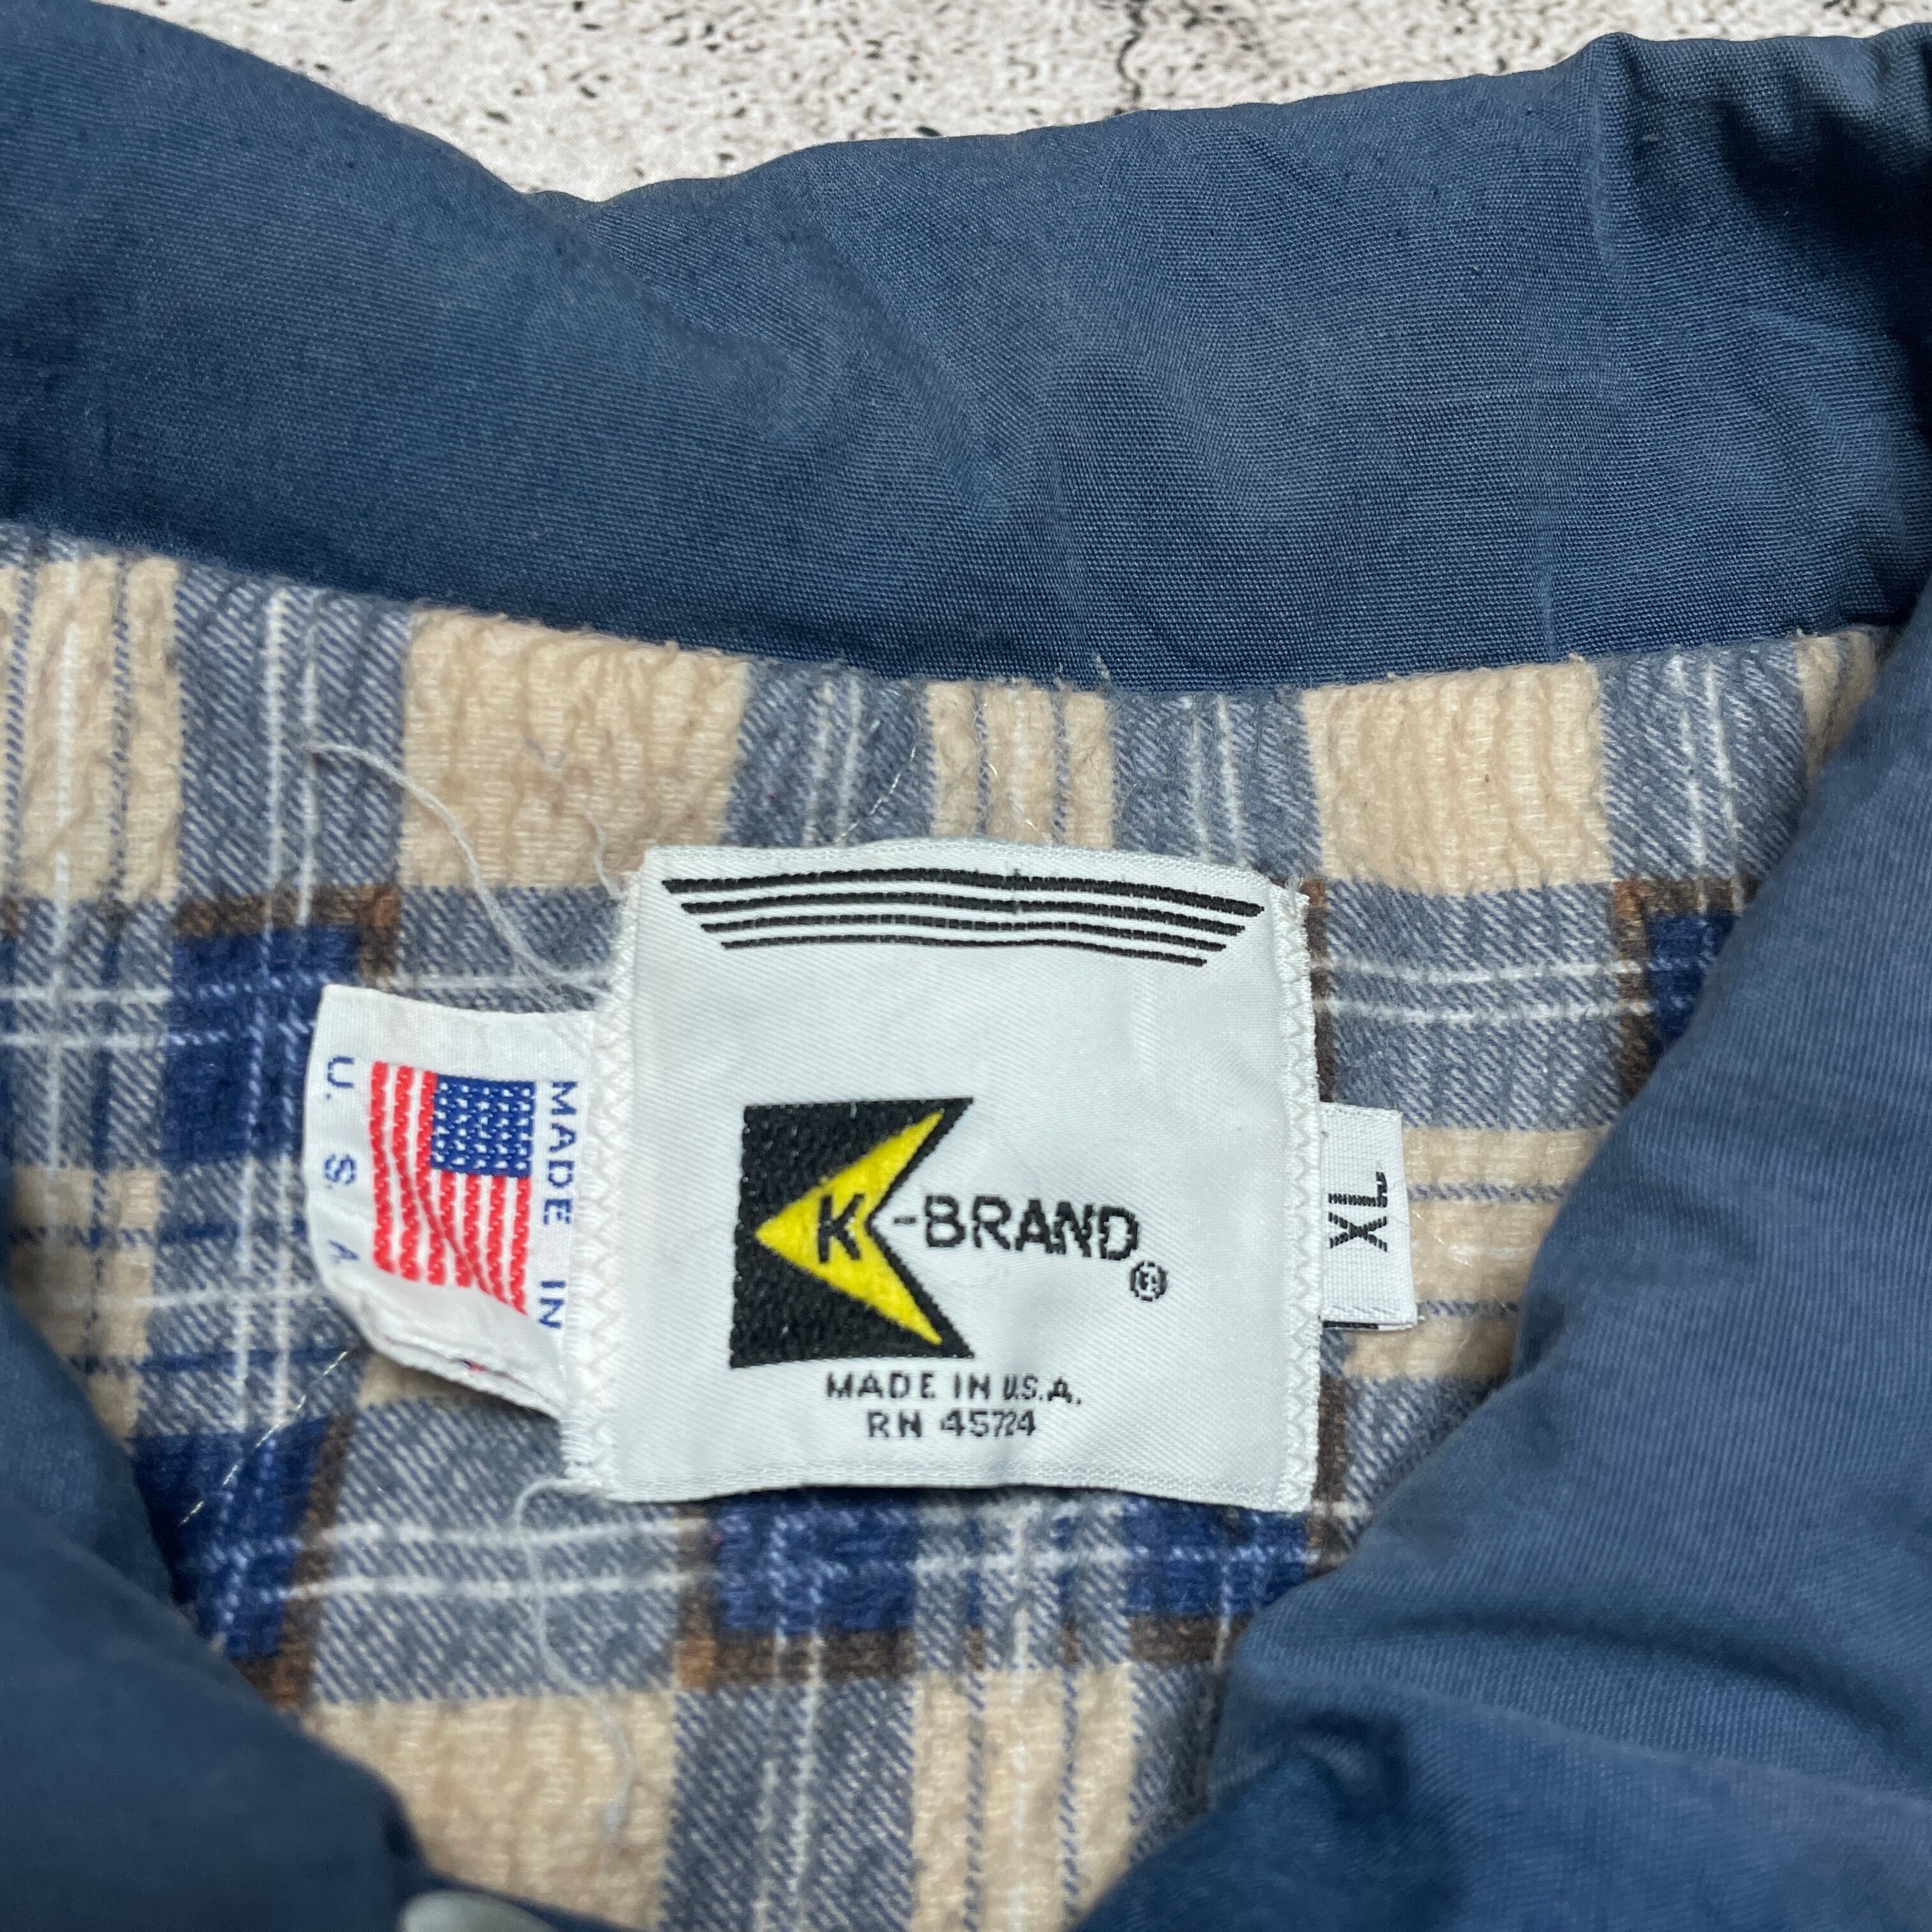 MADE IN
U. S. A.
K-BRAND®
MADE IN U.S.A.
RN 45724
XL